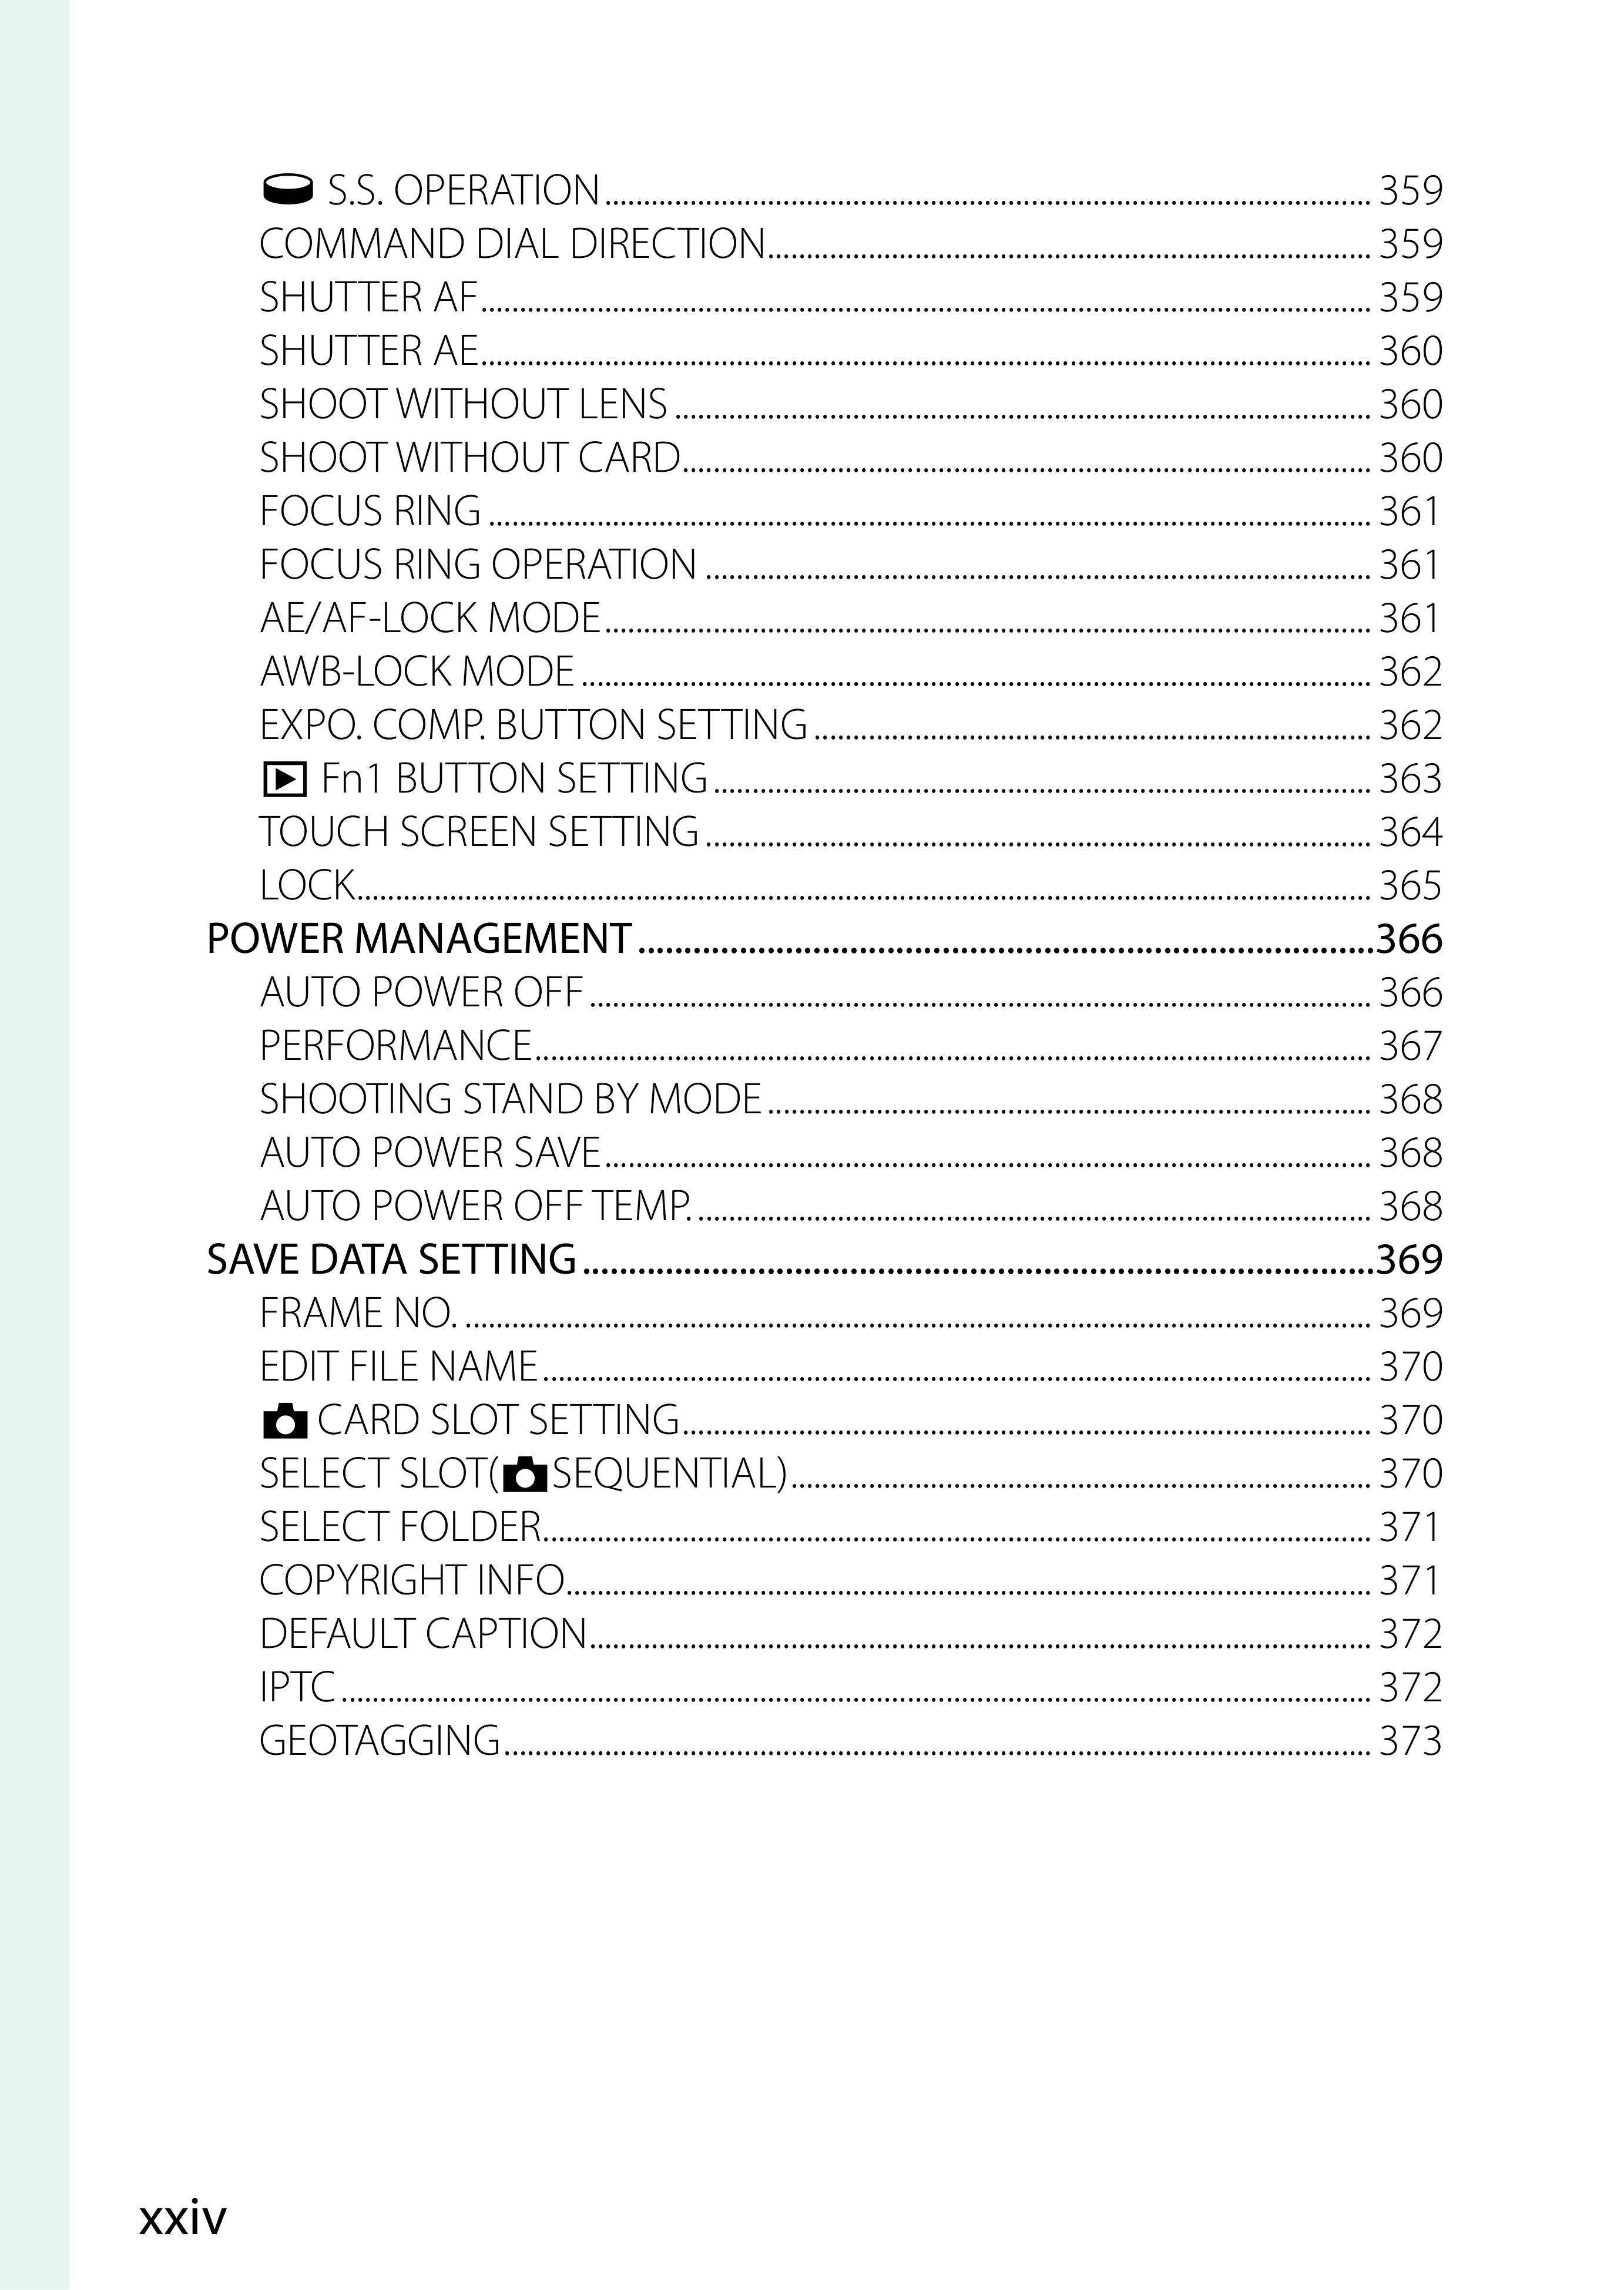 S.S. OPERATION 359
COMMAND DIAL DIRECTION 359
SHUTTER AF 359
SHUTTER AE 360
SHOOT WITHOUT LENS 360
SHOOT WITHOUT CARD 360
FOCUS RING 361
FOCUS RING OPERATION 361
AE/AF-LOCK MODE 361
AWB-LOCK MODE 362
EXPO. COMP. BUTTON SETTING 362
Fn1 BUTTON SETTING 363
TOUCH SCREEN SETTING 364
LOCK 365
POWER MANAGEMENT 366
AUTO POWER OFF 366
PERFORMANCE 367
SHOOTING STAND BY MODE 368
AUTO POWER SAVE 368
AUTO POWER OFF TEMP. 368
SAVE DATA SETTING 369
FRAME NO. 369
EDIT FILE NAME 370
CARD SLOT SETTING 370
SELECT SLOT( SEQUENTIAL) 370
SELECT FOLDER 371
COPYRIGHT INFO 371
DEFAULT CAPTION 372
IPTC 372
GEOTAGGING 373
xxiv